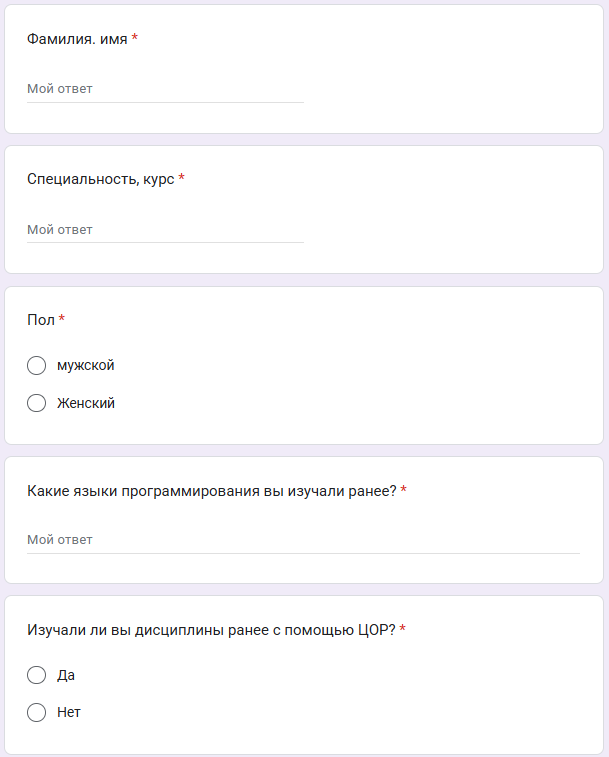 Фамилия. имя *
Мой ответ
Специальность, курс *
Мой ответ
Пол *
мужской
Женский
Какие языки программирования вы изучали ранее? *
Мой ответ
Изучали ли вы дисциплины ранее с помощью ЦОР? *
Да
Нет